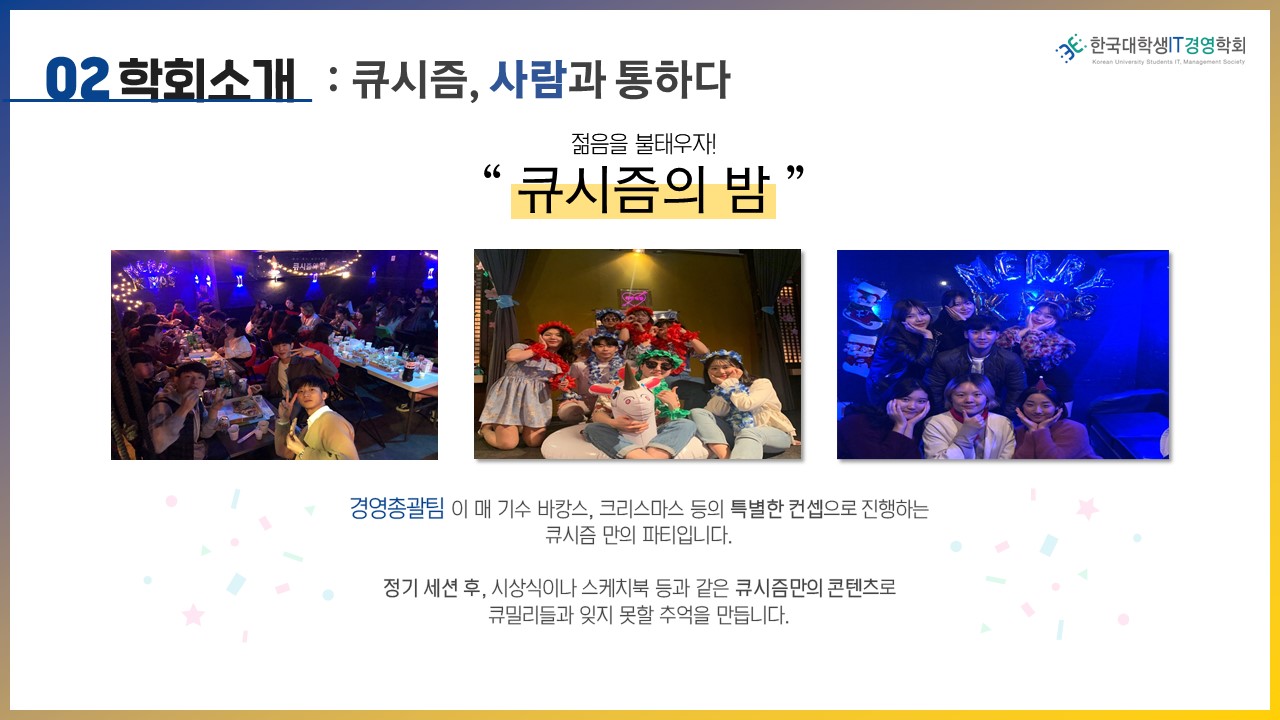 02 학회소개 : 큐시즘, 사람과 통하다
한국대학생IT경영학회
Korean University Students IT, Management Society
젊음을 불태우자!
“ 큐시즘의 밤 ”
큐시즘의 밤
MERRY
경영총괄팀 이 매 기수 바캉스, 크리스마스 등의 특별한 컨셉으로 진행하는
큐시즘 만의 파티입니다.
정기 세션 후, 시상식이나 스케치북 등과 같은 큐시즘만의 콘텐츠로
큐밀리들과 잊지 못할 추억을 만듭니다.